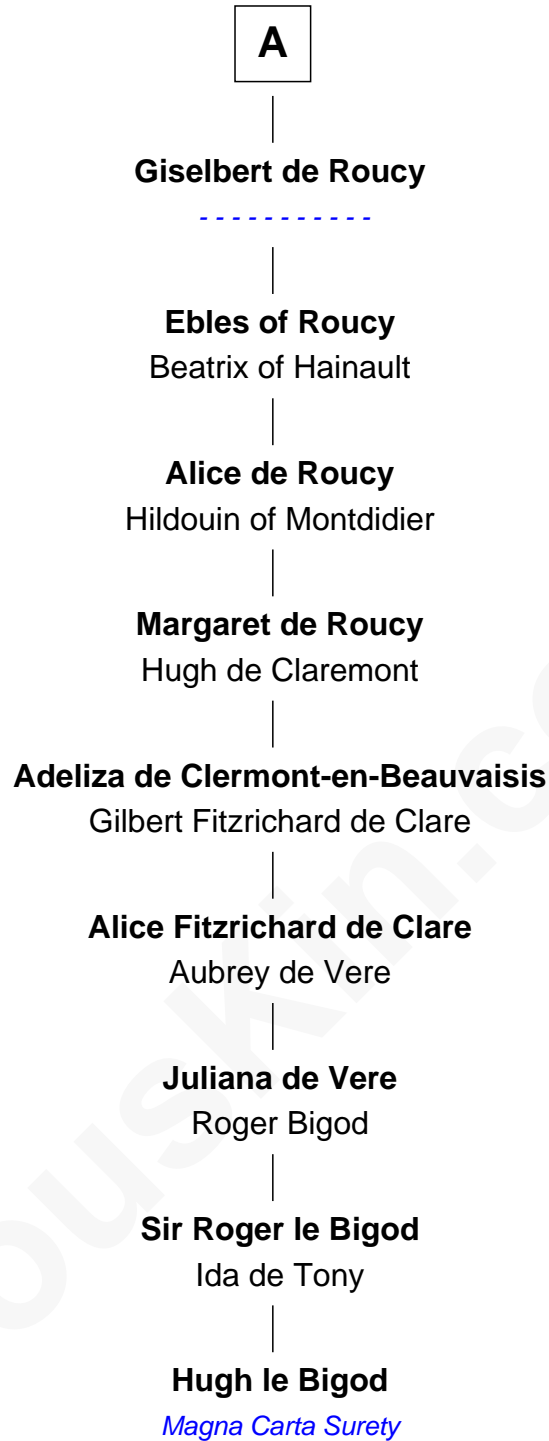 A
Giselbert de Roucy
- - - - - - - - - - -
Ebles of Roucy
Beatrix of Hainault
Alice de Roucy
Hildouin of Montdidier
Margaret de Roucy
Hugh de Claremont
Adeliza de Clermont-en-Beauvaisis
Gilbert Fitzrichard de Clare
Alice Fitzrichard de Clare
Aubrey de Vere
Juliana de Vere
Roger Bigod
Sir Roger le Bigod
Ida de Tony
Hugh le Bigod
Magna Carta Surety